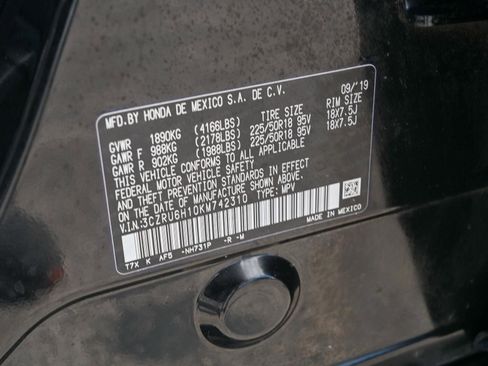 MFD.BY HONDA DE MEXICO S.A. DE C.V. 09/'19
TIRE SIZE RIM SIZE
GVWR 1890KG (4166LBS)
GAWR F 988KG (2178LBS) 225/50R18 95V 18X7.5J
GAWR R 902KG (1988LBS) 225/50R18 95V 18X7.5J
THIS VEHICLE CONFORMS TO ALL APPLICABLE
FEDERAL MOTOR VEHICLE SAFETY
AND THEFT PREVENTION STANDARDS IN EFFECT
ON THE DATE OF MANUFACTURE SHOWN ABOVE.
V.I.N:3CZRU6H10KM742310 TYPE: MPV
T7X K AF5 -NH731P -R -M MADE IN MEXICO